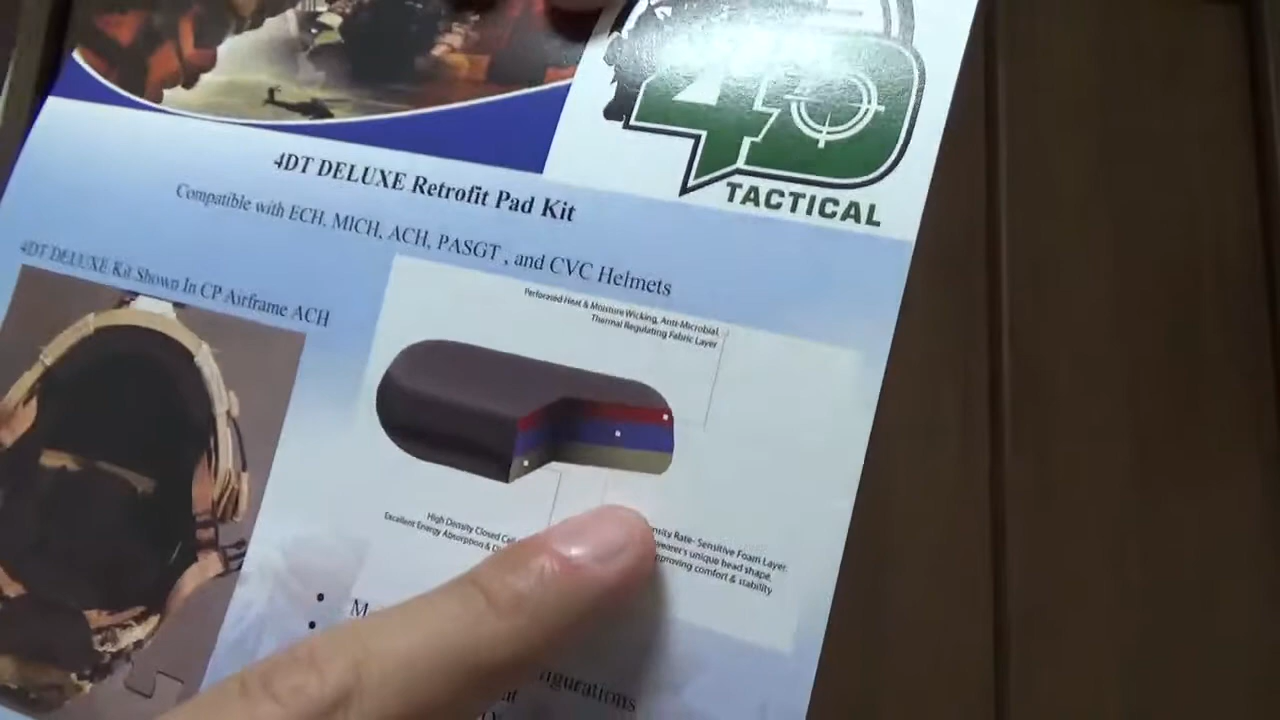 4D
TACTICAL
4DT DELUXE Retrofit Pad Kit
Compatible with ECH, MICH, ACH, PASGT , and CVC Helmets
4DT DELUXE Kit Shown In CP Airframe ACH
Perforated Heat & Moisture Wicking, Anti-Microbial,
Thermal Regulating Fabric Layer
High Density Closed
Excellent Energy Absorption &
Rate- Sensitive Foam Layer.
wearer's unique head shape,
comfort & stability